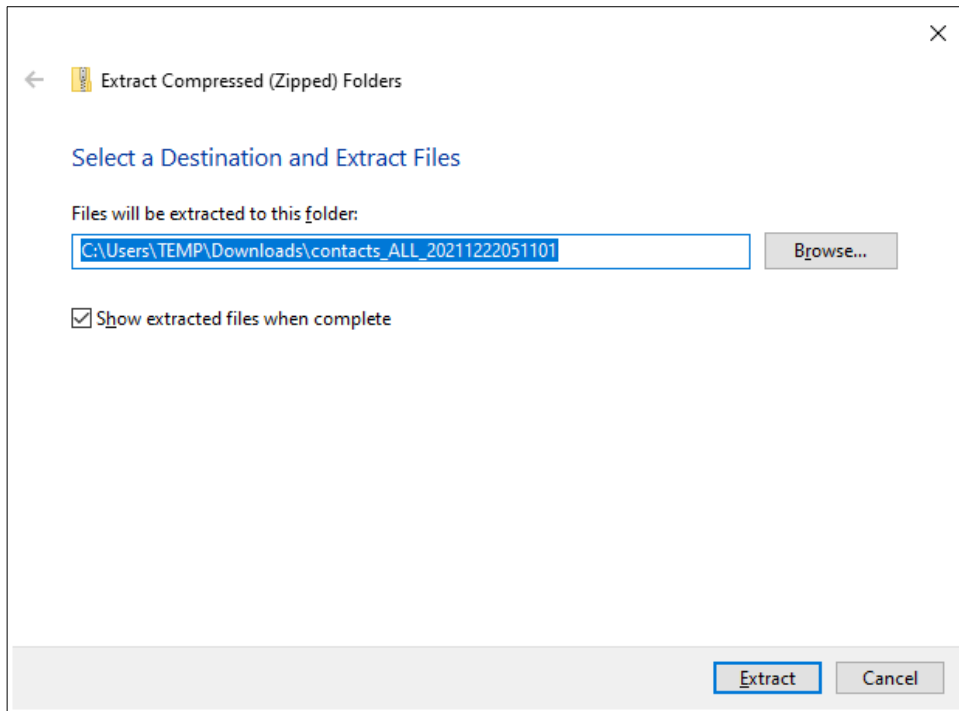 Extract Compressed (Zipped) Folders
Select a Destination and Extract Files
Files will be extracted to this folder:
C:\Users\TEMP\Downloads\contacts_ALL_20211222051101
Browse...
Show extracted files when complete
Extract
Cancel